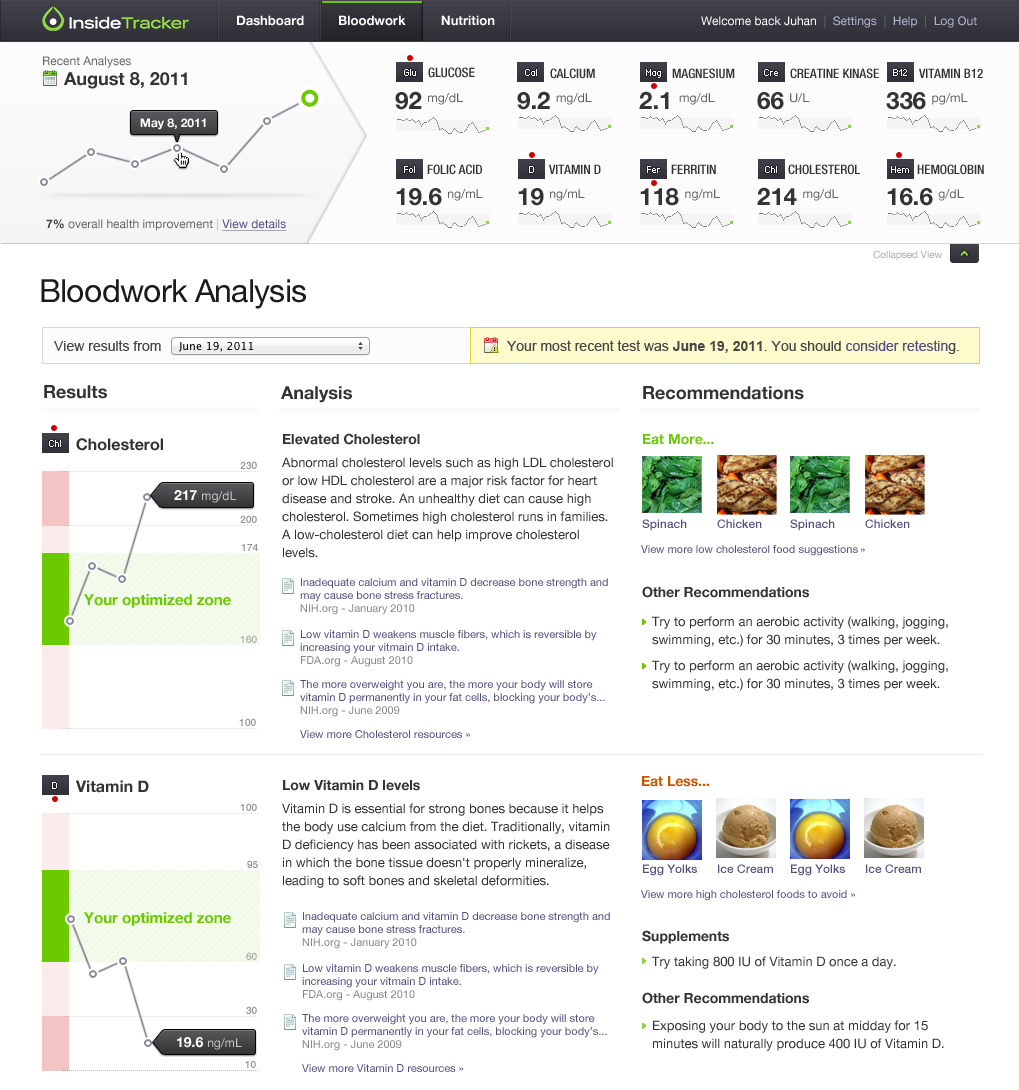 InsideTracker
Dashboard
Bloodwork
Nutrition
Welcome back Juhan | Settings | Help | Log Out
Recent Analyses
August 8, 2011
May 8, 2011
7% overall health improvement | View details
Glu GLUCOSE
92 mg/dL
Cal CALCIUM
9.2 mg/dL
Mag MAGNESIUM
2.1 mg/dL
Cre CREATINE KINASE
66 U/L
B12 VITAMIN B12
336 pg/mL
Fol FOLIC ACID
19.6 ng/mL
D VITAMIN D
19 ng/mL
Fer FERRITIN
118 ng/mL
Chl CHOLESTEROL
214 mg/dL
Hem HEMOGLOBIN
16.6 g/dL
Collapsed View
Bloodwork Analysis
View results from
June 19, 2011
Your most recent test was June 19, 2011. You should consider retesting.
Results
Analysis
Recommendations
Chl Cholesterol
230
217 mg/dL
200
174
Your optimized zone
160
100
Elevated Cholesterol
Abnormal cholesterol levels such as high LDL cholesterol
or low HDL cholesterol are a major risk factor for heart
disease and stroke. An unhealthy diet can cause high
cholesterol. Sometimes high cholesterol runs in families.
A low-cholesterol diet can help improve cholesterol
levels.
Inadequate calcium and vitamin D decrease bone strength and
may cause bone stress fractures.
NIH.org - January 2010
Low vitamin D weakens muscle fibers, which is reversible by
increasing your vitmain D intake.
FDA.org - August 2010
The more overweight you are, the more your body will store
vitamin D permanently in your fat cells, blocking your body's...
NIH.org - June 2009
View more Cholesterol resources »
Eat More...
Spinach
Chicken
Spinach
Chicken
View more low cholesterol food suggestions »
Other Recommendations
Try to perform an aerobic activity (walking, jogging,
swimming, etc.) for 30 minutes, 3 times per week.
Try to perform an aerobic activity (walking, jogging,
swimming, etc.) for 30 minutes, 3 times per week.
D Vitamin D
100
95
Your optimized zone
60
30
19.6 ng/mL
10
Low Vitamin D levels
Vitamin D is essential for strong bones because it helps
the body use calcium from the diet. Traditionally, vitamin
D deficiency has been associated with rickets, a disease
in which the bone tissue doesn't properly mineralize,
leading to soft bones and skeletal deformities.
Inadequate calcium and vitamin D decrease bone strength and
may cause bone stress fractures.
NIH.org - January 2010
Low vitamin D weakens muscle fibers, which is reversible by
increasing your vitmain D intake.
FDA.org - August 2010
The more overweight you are, the more your body will store
vitamin D permanently in your fat cells, blocking your body's...
NIH.org - June 2009
View more Vitamin D resources »
Eat Less...
Egg Yolks
Ice Cream
Egg Yolks
Ice Cream
View more high cholesterol foods to avoid »
Supplements
Try taking 800 IU of Vitamin D once a day.
Other Recommendations
Exposing your body to the sun at midday for 15
minutes will naturally produce 400 IU of Vitamin D.